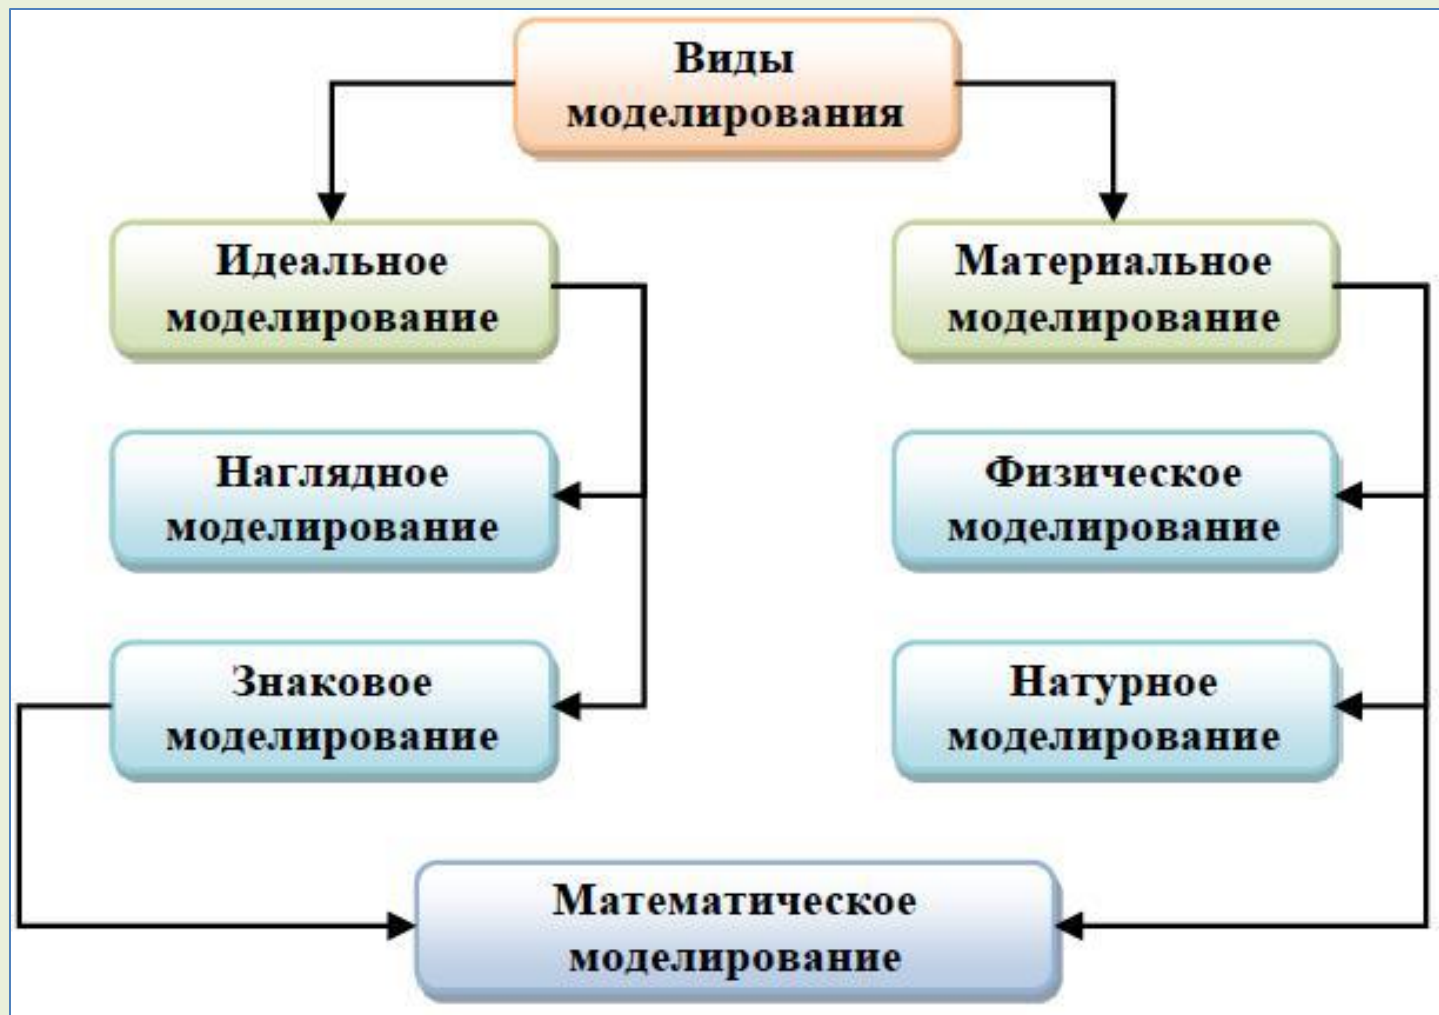 Виды
моделирования
Идеальное
моделирование
Материальное
моделирование
Наглядное
моделирование
Физическое
моделирование
Знаковое
моделирование
Натурное
моделирование
Математическое
моделирование